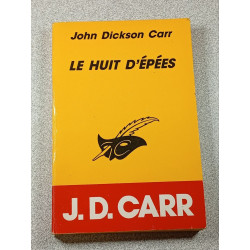 John Dickson Carr
LE HUIT D'ÉPÉES
J. D. CARR